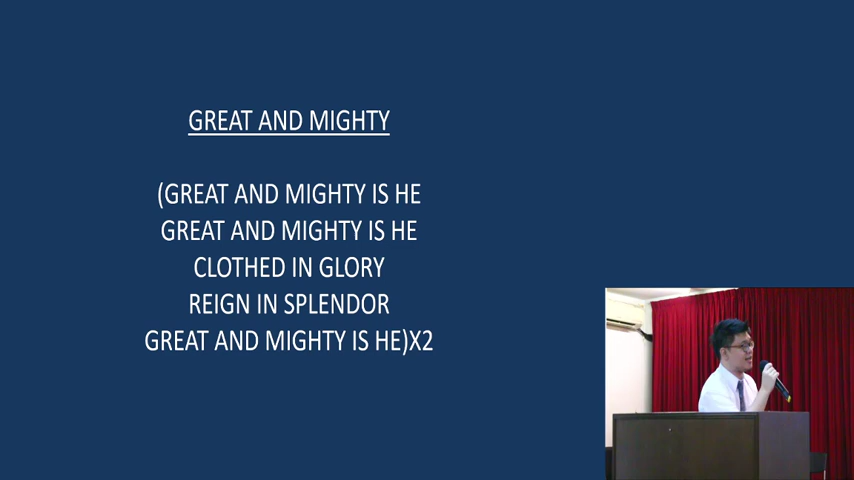 GREAT AND MIGHTY
(GREAT AND MIGHTY IS HE
GREAT AND MIGHTY IS HE
CLOTHED IN GLORY
REIGN IN SPLENDOR
GREAT AND MIGHTY IS HE)X2